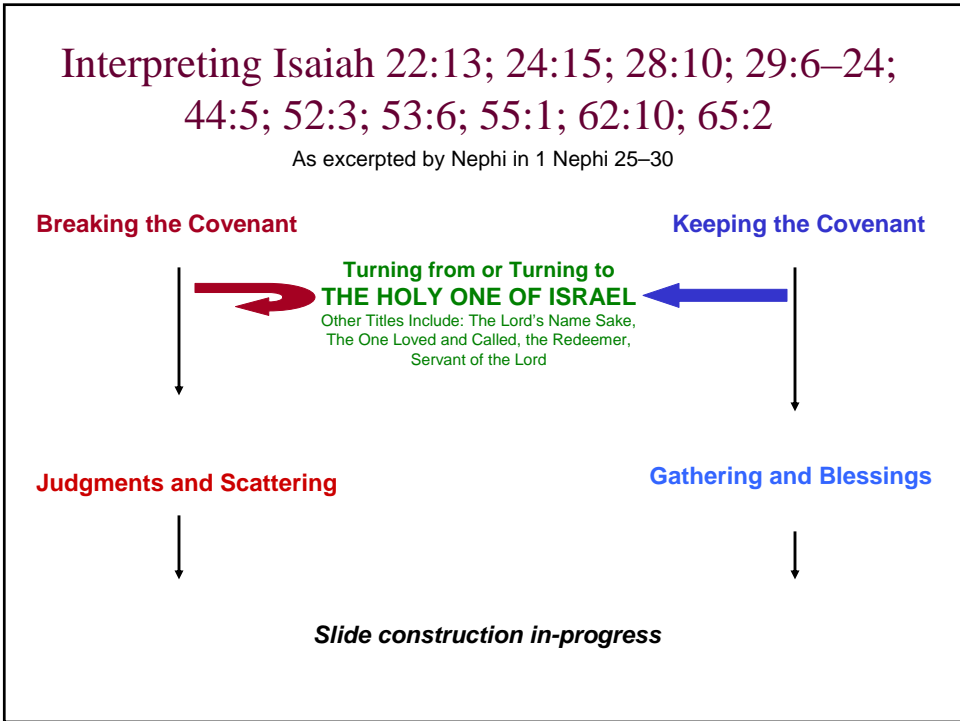 Interpreting Isaiah 22:13; 24:15; 28:10; 29:6–24;
44:5; 52:3; 53:6; 55:1; 62:10; 65:2
As excerpted by Nephi in 1 Nephi 25–30
Breaking the Covenant
Keeping the Covenant
Turning from or Turning to
THE HOLY ONE OF ISRAEL
Other Titles Include: The Lord's Name Sake,
The One Loved and Called, the Redeemer,
Servant of the Lord
Judgments and Scattering
Gathering and Blessings
Slide construction in-progress